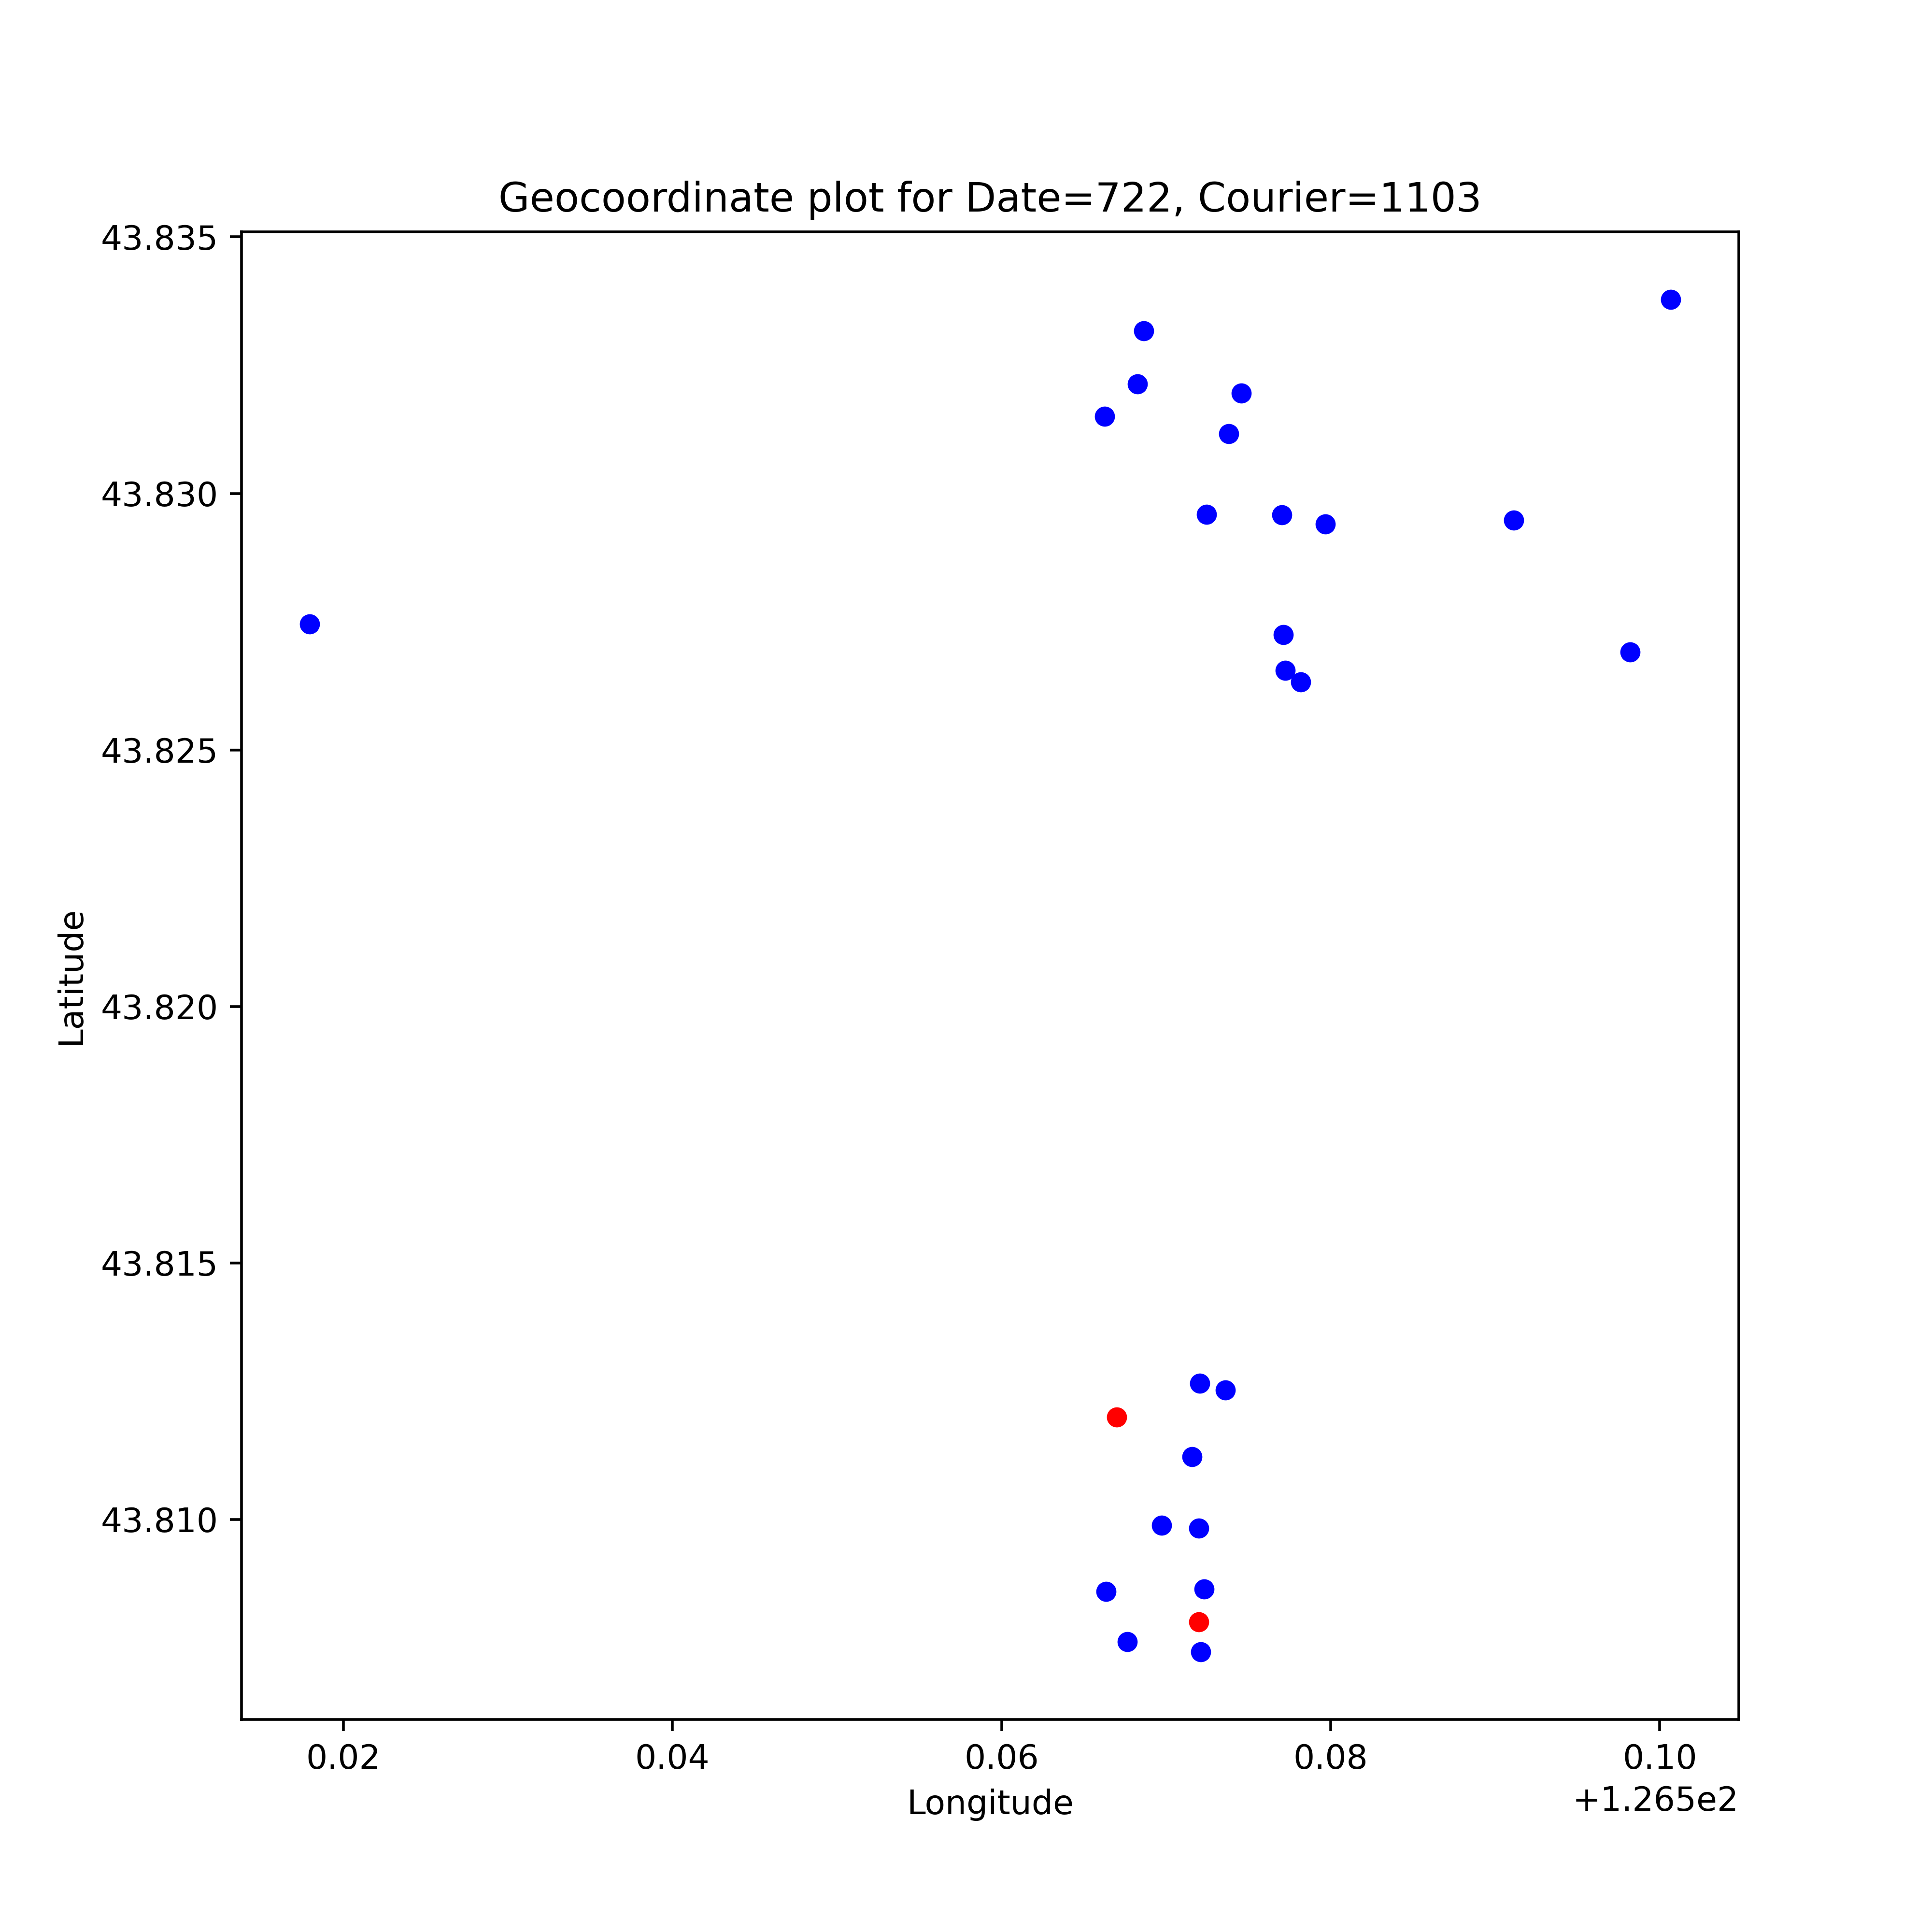 Geocoordinate plot for Date=722, Courier=1103
43.835
43.830
43.825
43.820
43.815
43.810
Latitude
0.02 0.04 0.06 0.08 0.10
Longitude
+1.265e2